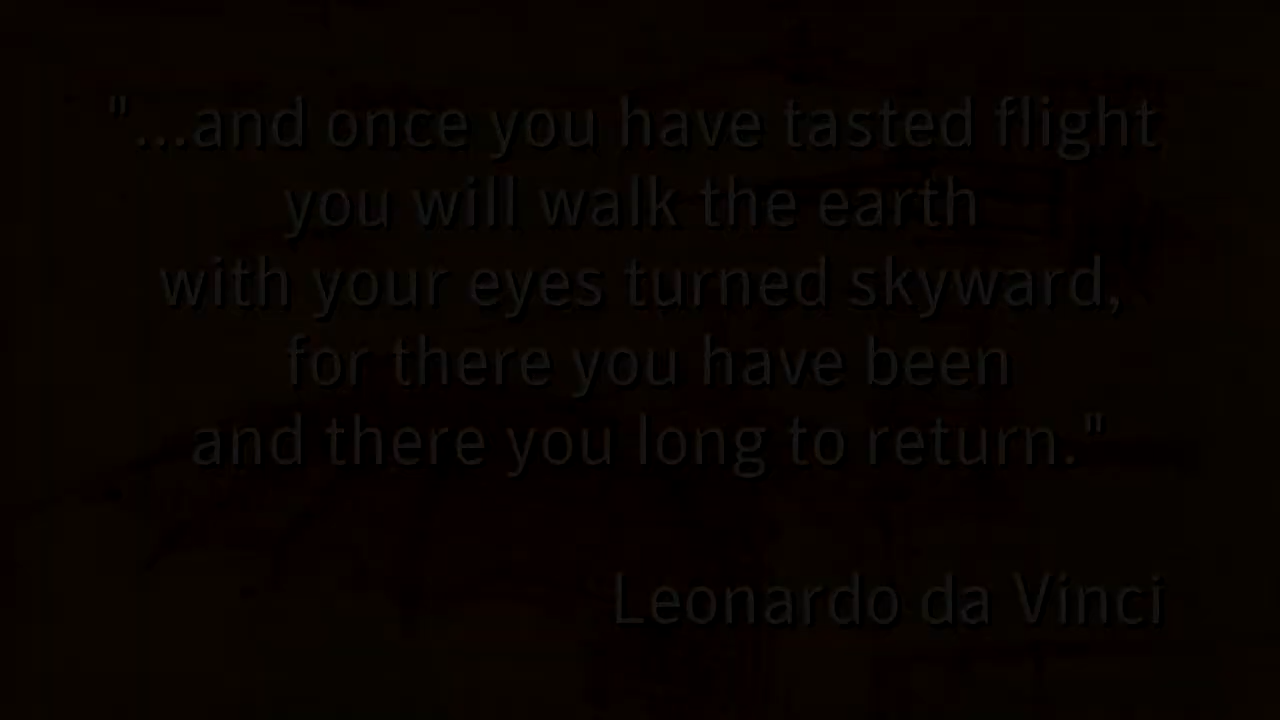 "...and once you have tasted flight
you will walk the earth
with your eyes turned skyward,
for there you have been
and there you long to return."
Leonardo da Vinci